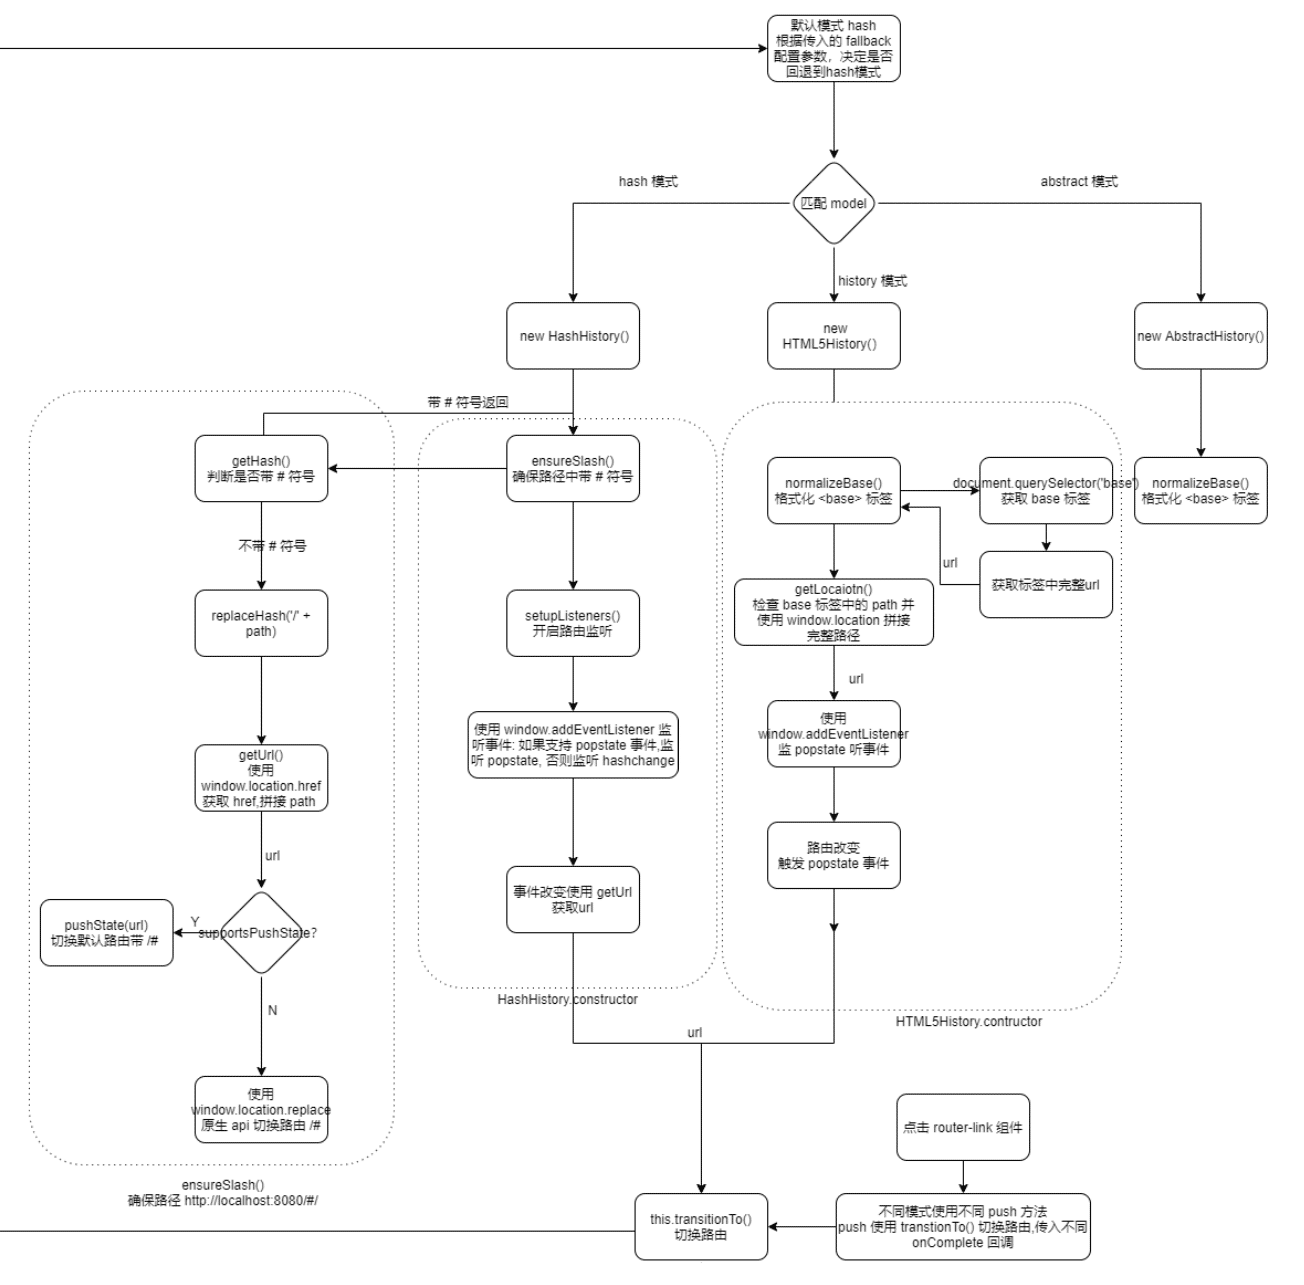 默认模式 hash
根据传入的 fallback
配置参数，决定是否
回退到hash模式
hash 模式
abstract 模式
匹配 model
history 模式
new HashHistory()
new
HTML5History()
new AbstractHistory()
带 # 符号返回
getHash()
判断是否带 # 符号
ensureSlash()
确保路径中带 # 符号
normalizeBase()
格式化 <base> 标签
document.querySelector('base')
获取 base 标签
normalizeBase()
格式化 <base> 标签
不带 # 符号
url
获取标签中完整url
replaceHash('/' +
path)
setupListeners()
开启路由监听
getLocaiotn()
检查 base 标签中的 path 并
使用 window.location 拼接
完整路径
url
使用 window.addEventListener 监
听事件: 如果支持 popstate 事件,监
听 popstate, 否则监听 hashchange
使用
window.addEventListener
监 popstate 听事件
getUrl()
使用
window.location.href
获取 href,拼接 path
url
路由改变
触发 popstate 事件
事件改变使用 getUrl
获取url
pushState(url)
切换默认路由带 /#
Y
supportsPushState?
N
HashHistory.constructor
HTML5History.contructor
url
使用
window.location.replace
原生 api 切换路由 /#
点击 router-link 组件
ensureSlash()
确保路径 http://localhost:8080/#/
this.transitionTo()
切换路由
不同模式使用不同 push 方法
push 使用 transtionTo() 切换路由,传入不同
onComplete 回调